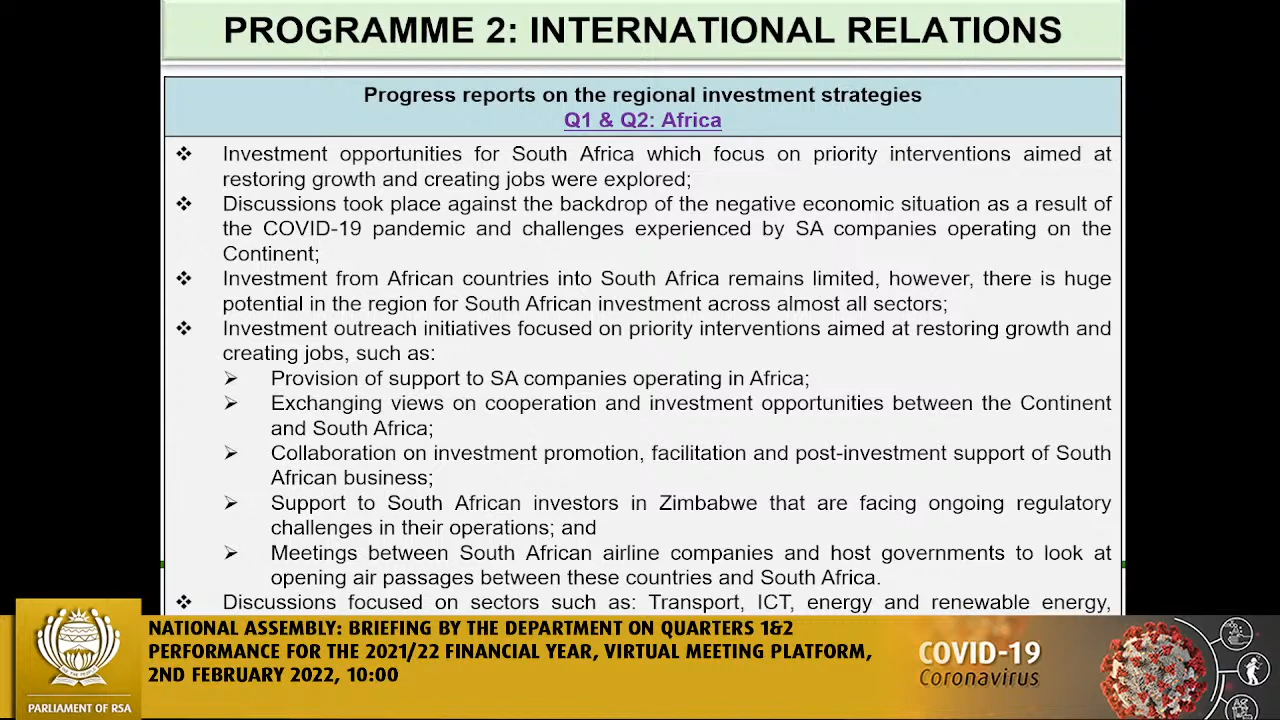 PROGRAMME 2: INTERNATIONAL RELATIONS
Progress reports on the regional investment strategies
Q1 & Q2: Africa
❖ Investment opportunities for South Africa which focus on priority interventions aimed at
restoring growth and creating jobs were explored;
❖ Discussions took place against the backdrop of the negative economic situation as a result of
the COVID-19 pandemic and challenges experienced by SA companies operating on the
Continent;
❖ Investment from African countries into South Africa remains limited, however, there is huge
potential in the region for South African investment across almost all sectors;
❖ Investment outreach initiatives focused on priority interventions aimed at restoring growth and
creating jobs, such as:
➢ Provision of support to SA companies operating in Africa;
➢ Exchanging views on cooperation and investment opportunities between the Continent
and South Africa;
➢ Collaboration on investment promotion, facilitation and post-investment support of South
African business;
➢ Support to South African investors in Zimbabwe that are facing ongoing regulatory
challenges in their operations; and
➢ Meetings between South African airline companies and host governments to look at
opening air passages between these countries and South Africa.
❖ Discussions focused on sectors such as: Transport, ICT, energy and renewable energy,
NATIONAL ASSEMBLY: BRIEFING BY THE DEPARTMENT ON QUARTERS 1&2
PERFORMANCE FOR THE 2021/22 FINANCIAL YEAR, VIRTUAL MEETING PLATFORM,
2ND FEBRUARY 2022, 10:00
PARLIAMENT OF RSA
COVID-19
Coronavirus